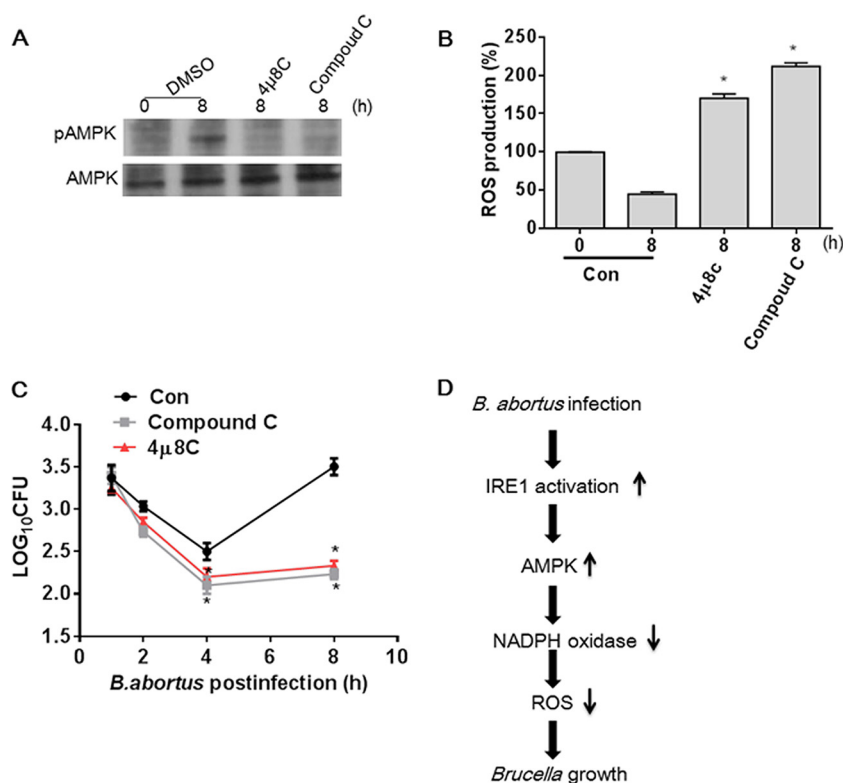 A
DMSO
4µ8C
Compoud C
0 8 8 8 (h)
pAMPK
AMPK
B
ROS production (%)
250
200
150
100
50
0
* *
0 8 8 8 (h)
Con
4µ8c
Compoud C
C
Con
Compound C
4µ8C
LOG10CFU
4.0
3.5
3.0
2.5
2.0
1.5
* *
* *
0 2 4 6 8 10
B.abortus postinfection (h)
D
B. abortus infection
IRE1 activation
AMPK
NADPH oxidase
ROS
Brucella growth